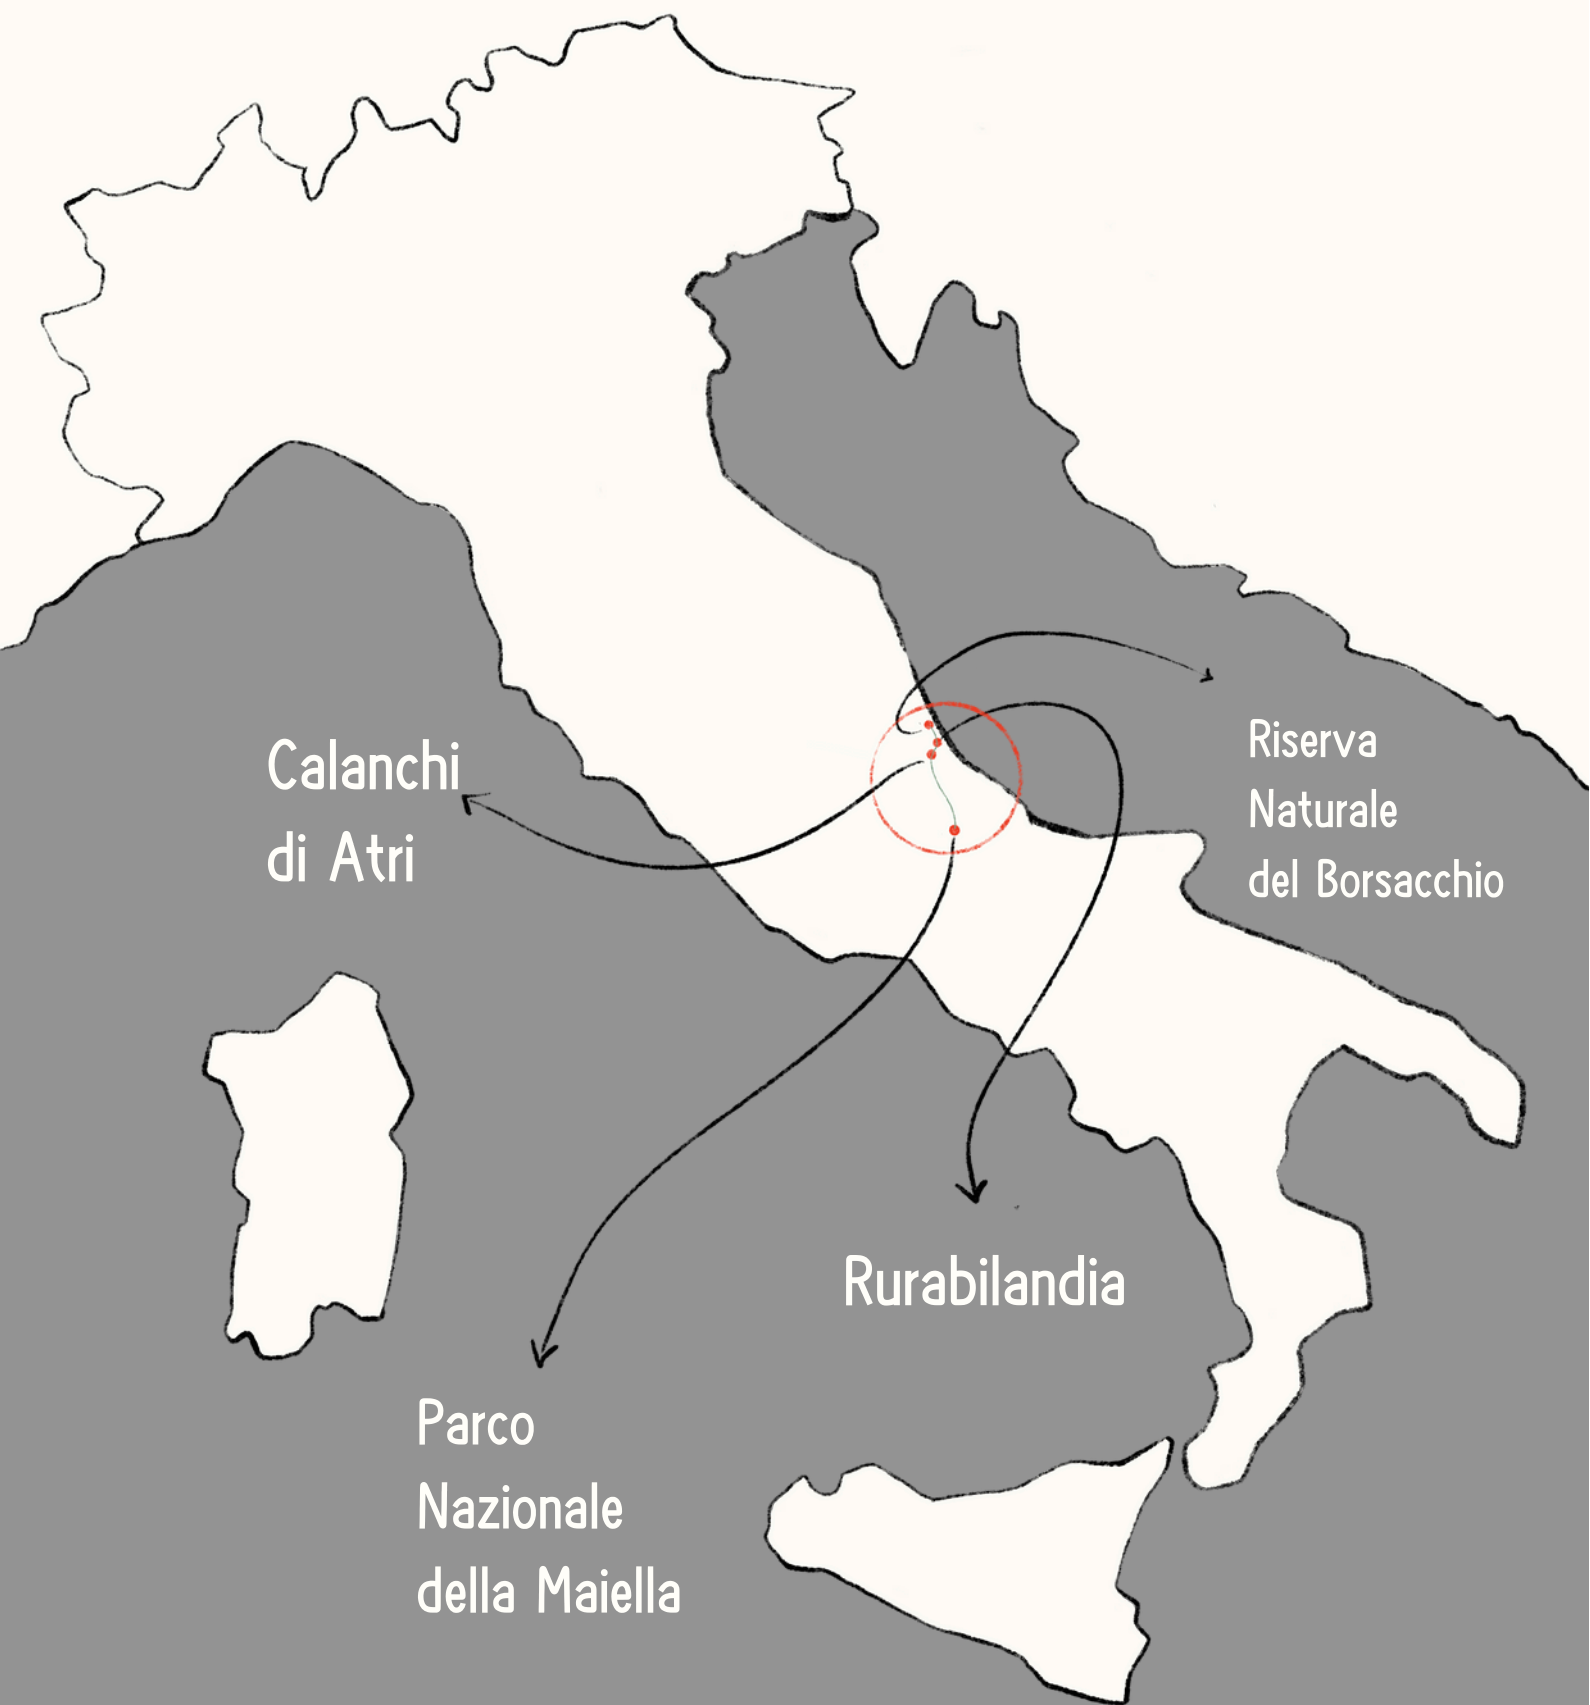 Calanchi
di Atri
Riserva
Naturale
del Borsacchio
Rurabilandia
Parco
Nazionale
della Maiella